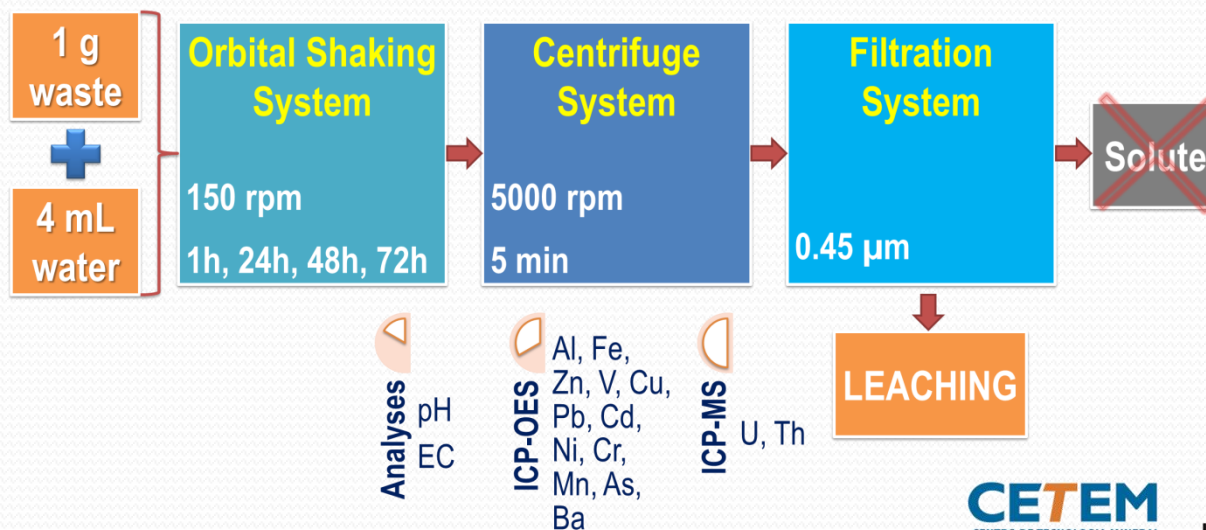 1 g
waste
4 mL
water
Orbital Shaking
System
150 rpm
1h, 24h, 48h, 72h
Centrifuge
System
5000 rpm
5 min
Filtration
System
0.45 µm
Solute
LEACHING
Analyses
pH
EC
ICP-OES
Al, Fe,
Zn, V, Cu,
Pb, Cd,
Ni, Cr,
Mn, As,
Ba
ICP-MS
U, Th
CETEM